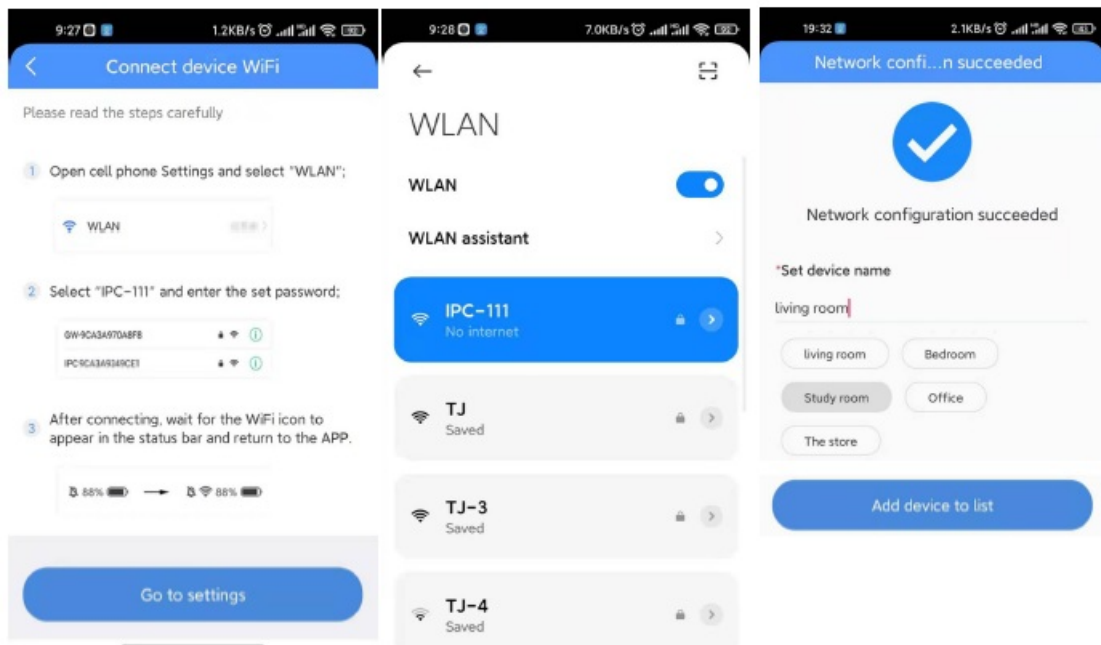 9:27
1.2KB/s
Connect device WiFi
Please read the steps carefully
1 Open cell phone Settings and select "WLAN";
WLAN
2 Select "IPC-111" and enter the set password;
GW-9CA3A970A8FB
IPC9CA3A9349CE1
3 After connecting, wait for the WiFi icon to
appear in the status bar and return to the APP.
88%
88%
Go to settings
9:28
7.0KB/s
WLAN
WLAN
WLAN assistant
IPC-111
No internet
TJ
Saved
TJ-3
Saved
TJ-4
Saved
19:32
2.1KB/s
Network confi...n succeeded
Network configuration succeeded
*Set device name
living room
living room
Bedroom
Study room
Office
The store
Add device to list